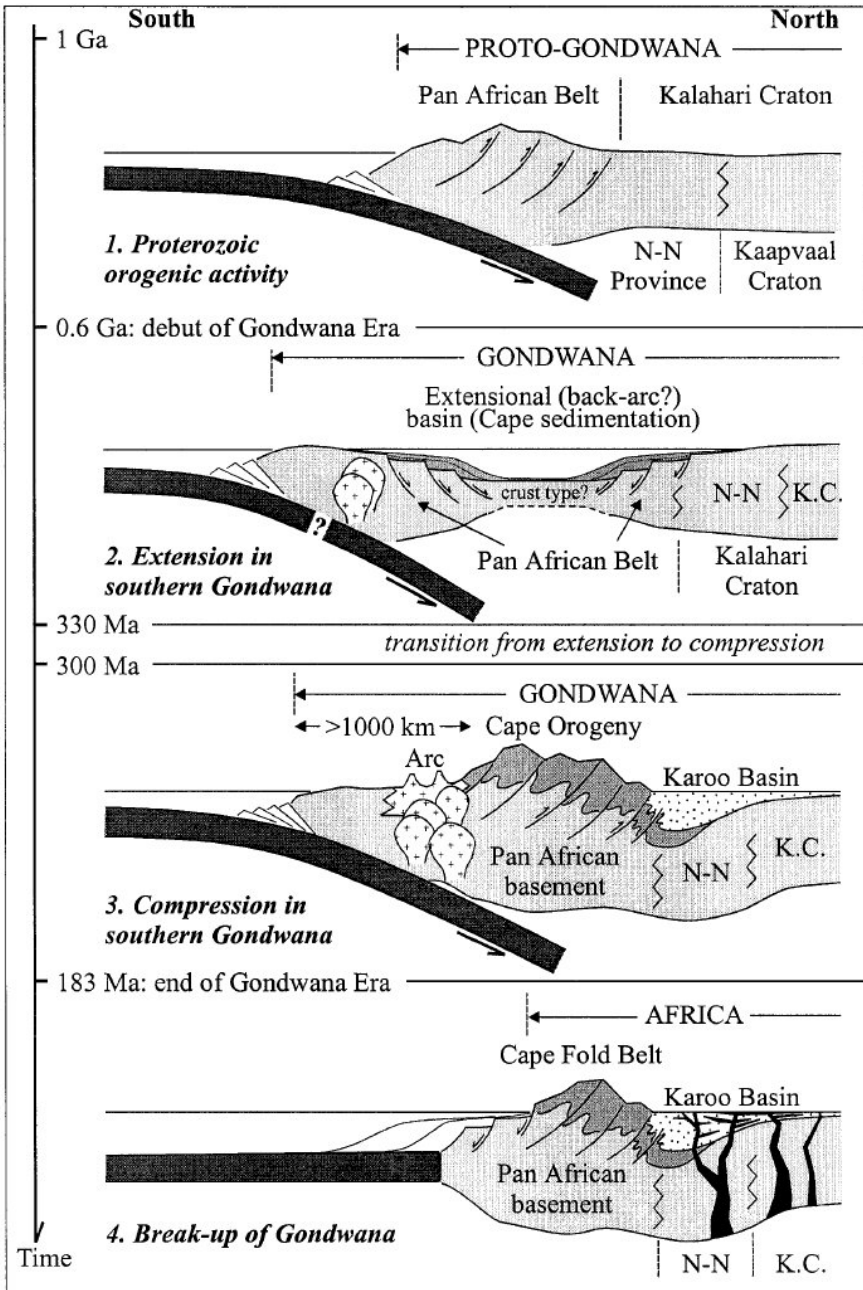 South North
1 Ga
PROTO-GONDWANA
Pan African Belt Kalahari Craton
1. Proterozoic
orogenic activity
N-N
Province
Kaapvaal
Craton
0.6 Ga: debut of Gondwana Era
GONDWANA
Extensional (back-arc?)
basin (Cape sedimentation)
crust type?
N-N K.C.
?
2. Extension in
southern Gondwana
Pan African Belt
Kalahari
Craton
330 Ma
transition from extension to compression
300 Ma
GONDWANA
>1000 km Cape Orogeny
Arc
Karoo Basin
Pan African
basement
N-N
K.C.
3. Compression in
southern Gondwana
183 Ma: end of Gondwana Era
AFRICA
Cape Fold Belt
Karoo Basin
Pan African
basement
4. Break-up of Gondwana
Time
N-N K.C.